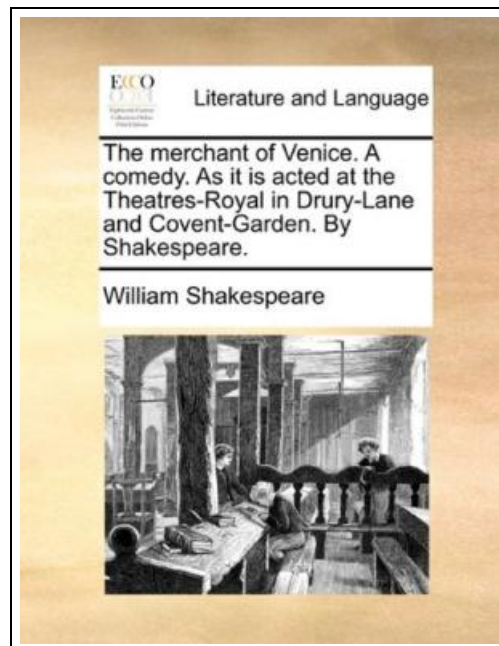 ECCO
Literature and Language
The merchant of Venice. A
comedy. As it is acted at the
Theatres-Royal in Drury-Lane
and Covent-Garden. By
Shakespeare.
William Shakespeare